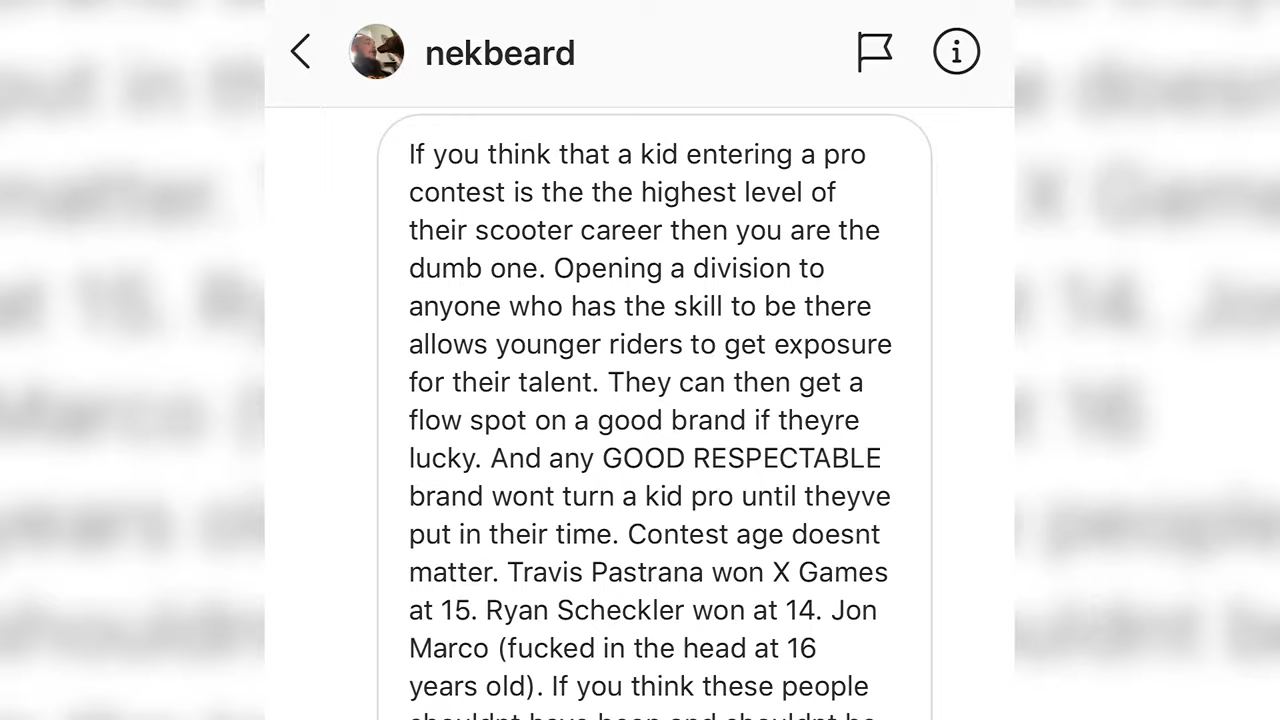 nekbeard
If you think that a kid entering a pro
contest is the the highest level of
their scooter career then you are the
dumb one. Opening a division to
anyone who has the skill to be there
allows younger riders to get exposure
for their talent. They can then get a
flow spot on a good brand if theyre
lucky. And any GOOD RESPECTABLE
brand wont turn a kid pro until theyve
put in their time. Contest age doesnt
matter. Travis Pastrana won X Games
at 15. Ryan Scheckler won at 14. Jon
Marco (fucked in the head at 16
years old). If you think these people